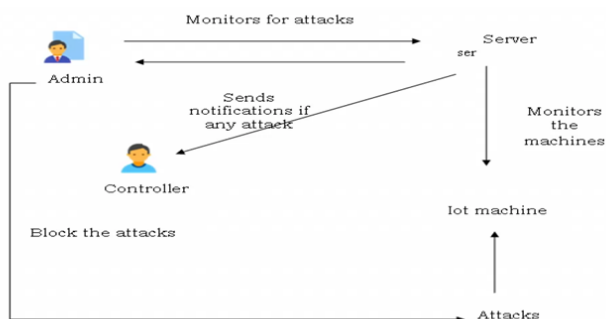 Monitors for attacks
Server
ser
Admin
Sends
notifications if
any attack
Monitors
the
machines
Controller
Iot machine
Block the attacks
Attacks